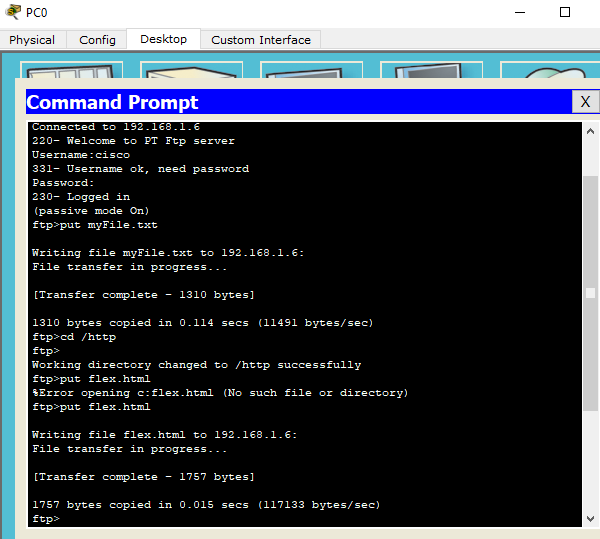 PC0
Physical Config Desktop Custom Interface
Command Prompt X
Connected to 192.168.1.6
220- Welcome to PT Ftp server
Username:cisco
331- Username ok, need password
Password:
230- Logged in
(passive mode On)
ftp>put myFile.txt
Writing file myFile.txt to 192.168.1.6:
File transfer in progress...
[Transfer complete - 1310 bytes]
1310 bytes copied in 0.114 secs (11491 bytes/sec)
ftp>cd /http
ftp>
Working directory changed to /http successfully
ftp>put flex.html
%Error opening c:flex.html (No such file or directory)
ftp>put flex.html
Writing file flex.html to 192.168.1.6:
File transfer in progress...
[Transfer complete - 1757 bytes]
1757 bytes copied in 0.015 secs (117133 bytes/sec)
ftp>